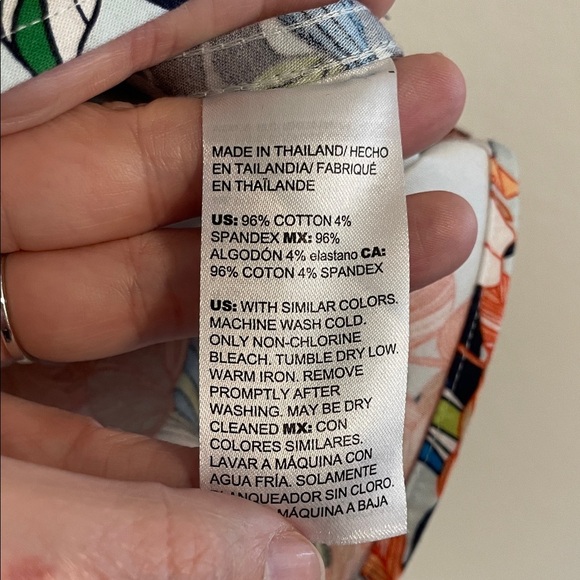 MADE IN THAILAND/ HECHO
EN TAILANDIA/ FABRIQUÉ
EN THAÏLANDE
US: 96% COTTON 4%
SPANDEX MX: 96%
ALGODÓN 4% elastano CA:
96% COTON 4% SPANDEX
US: WITH SIMILAR COLORS.
MACHINE WASH COLD.
ONLY NON-CHLORINE
BLEACH. TUMBLE DRY LOW.
WARM IRON. REMOVE
PROMPTLY AFTER
WASHING. MAY BE DRY
CLEANED MX: CON
COLORES SIMILARES.
LAVAR A MÁQUINA CON
AGUA FRÍA. SOLAMENTE
BLANQUEADOR SIN CLORO.
MÁQUINA A BAJA